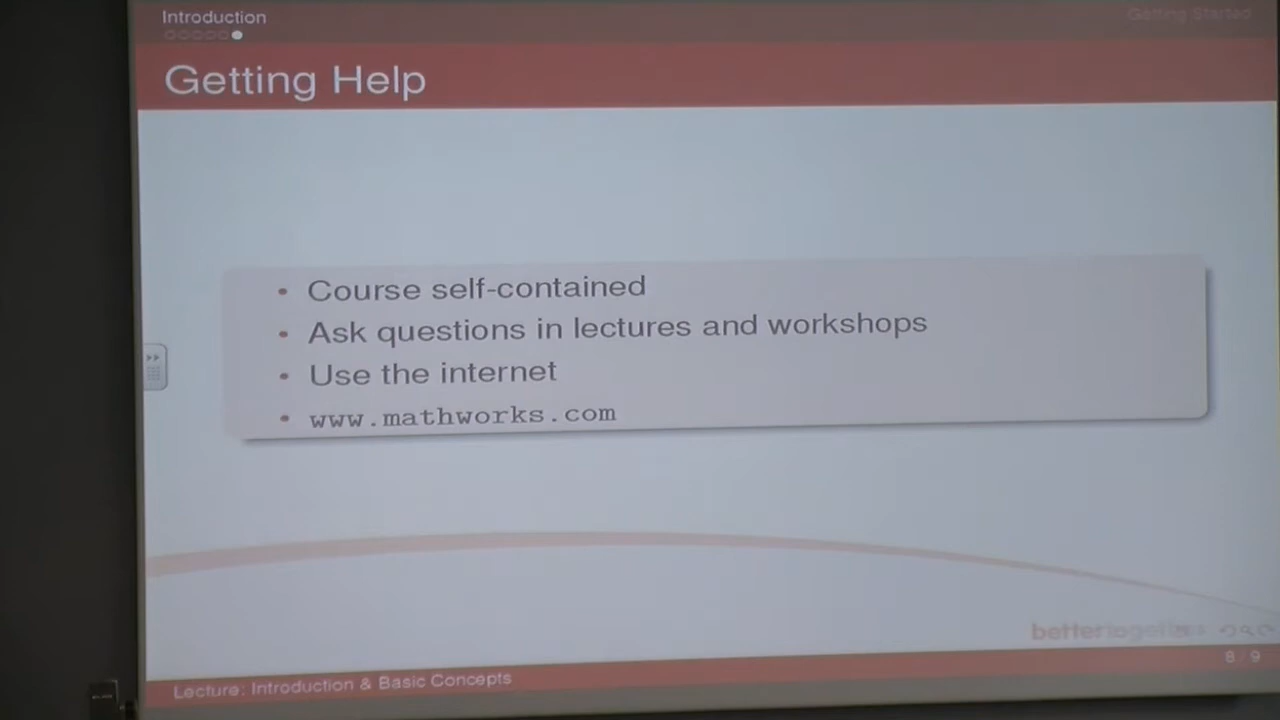 Introduction
Getting Started
Getting Help
• Course self-contained
• Ask questions in lectures and workshops
• Use the internet
• www.mathworks.com
8 / 9
Lecture: Introduction & Basic Concepts